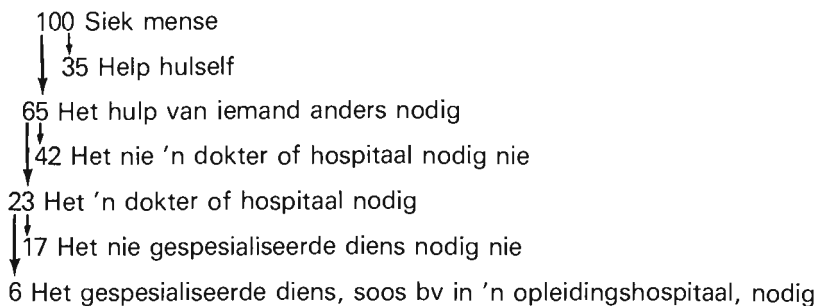 100 Siek mense
35 Help hulself
65 Het hulp van iemand anders nodig
42 Het nie 'n dokter of hospitaal nodig nie
23 Het 'n dokter of hospitaal nodig
17 Het nie gespesialiseerde diens nodig nie
6 Het gespesialiseerde diens, soos bv in 'n opleidingshospitaal, nodig